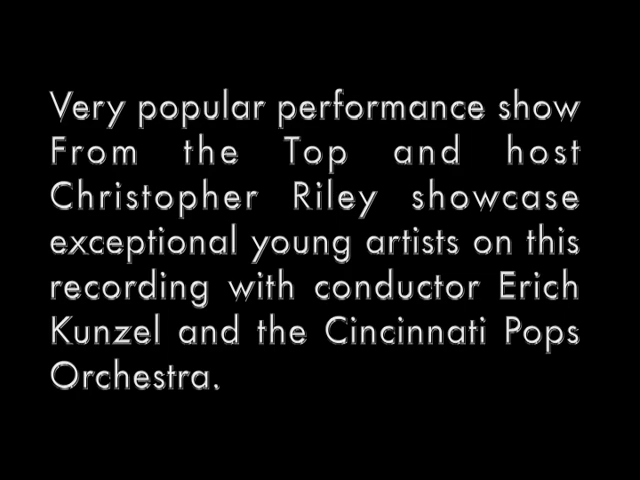 Very popular performance show
From the Top and host
Christopher Riley showcase
exceptional young artists on this
recording with conductor Erich
Kunzel and the Cincinnati Pops
Orchestra.